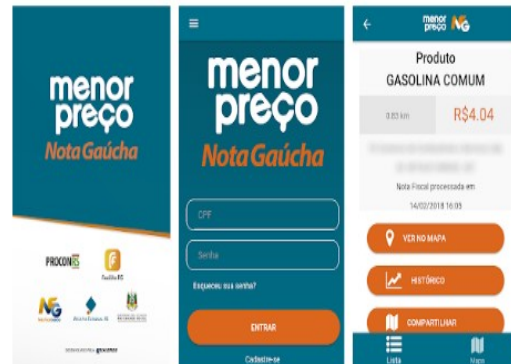 menor
preço
Nota Gaúcha
PROCON RS
NG
menor
preço
Nota Gaúcha
CPF
Senha
Esqueceu sua senha?
ENTRAR
Cadastre-se
menor
preço NG
Produto
GASOLINA COMUM
0.83 km
R$4.04
Nota Fiscal processada em
14/02/2018 16:05
VER NO MAPA
HISTÓRICO
COMPARTILHAR
Lista
Mapa